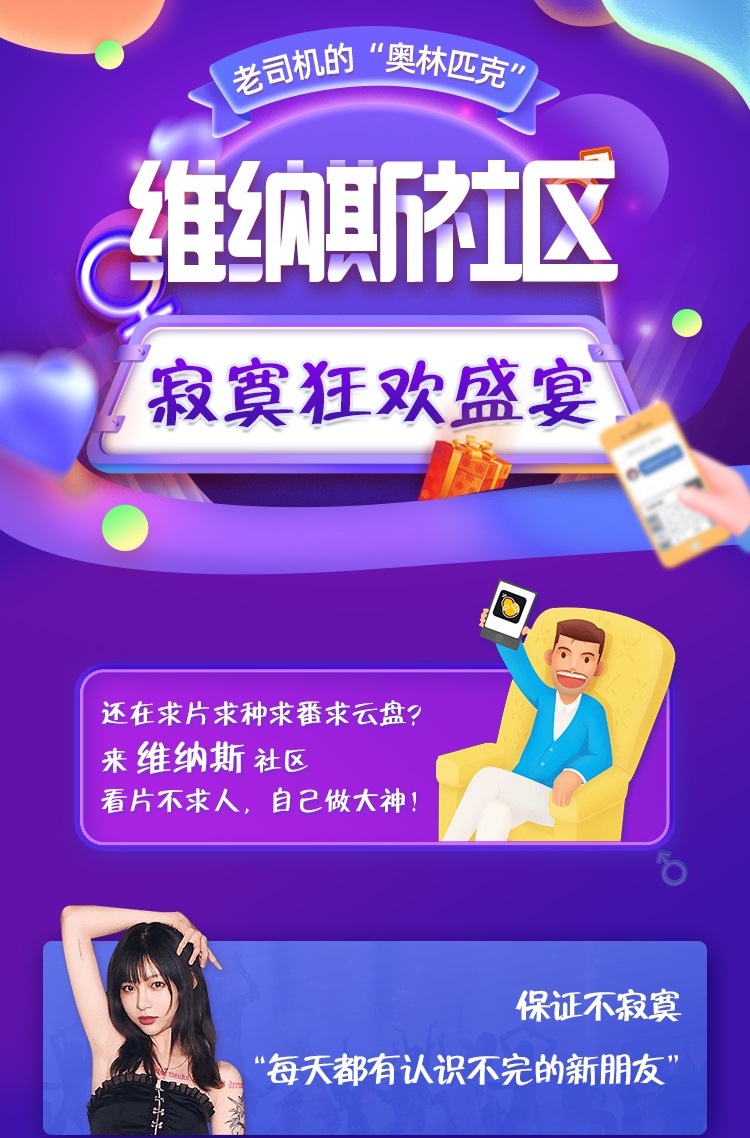 老司机的“奥林匹克”
维纳斯社区
寂寞狂欢盛宴
还在求片求种求番求云盘？
来 维纳斯 社区
看片不求人，自己做大神！
保证不寂寞
“每天都有认识不完的新朋友”